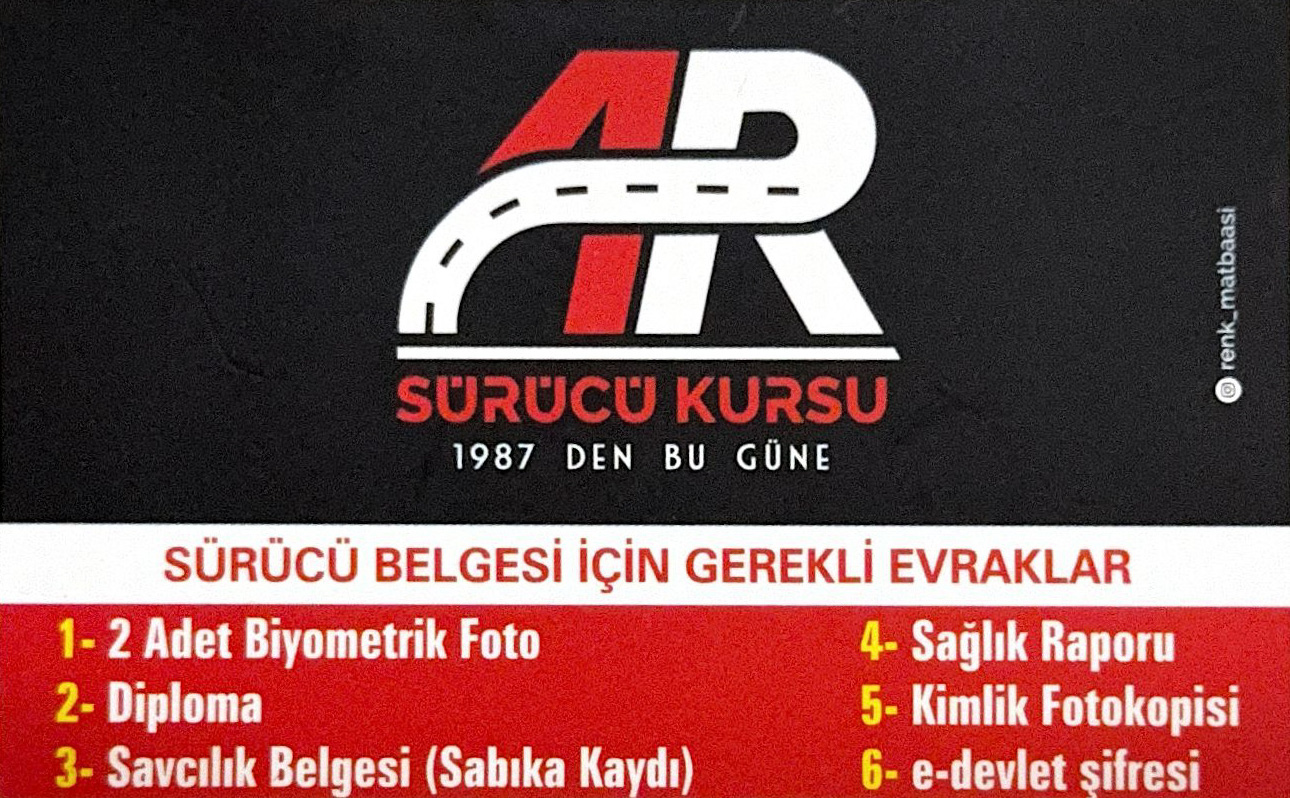 AR
SÜRÜCÜ KURSU
1987 DEN BU GÜNE
renk_matbaasi
SÜRÜCÜ BELGESİ İÇİN GEREKLİ EVRAKLAR
1- 2 Adet Biyometrik Foto
2- Diploma
3- Savcılık Belgesi (Sabıka Kaydı)
4- Sağlık Raporu
5- Kimlik Fotokopisi
6- e-devlet şifresi